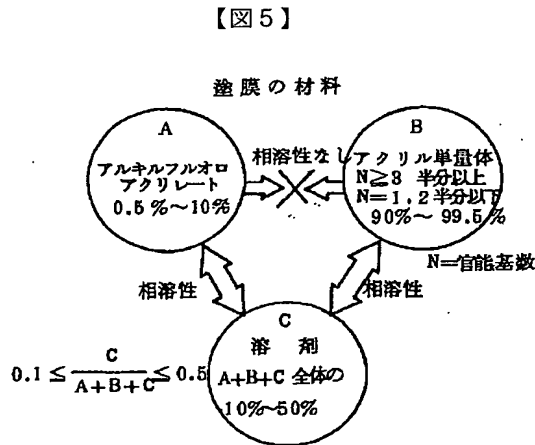 【図5】
塗膜の材料
A
アルキルフルオロ
アクリレート
0.5%~10%
相溶性なし
B
アクリル単量体
N≧3 半分以上
N=1,2半分以下
90%~99.5%
N=官能基数
相溶性
相溶性
C
溶剤
A+B+C全体の
10%~50%
0.1≦C/A+B+C≦0.5